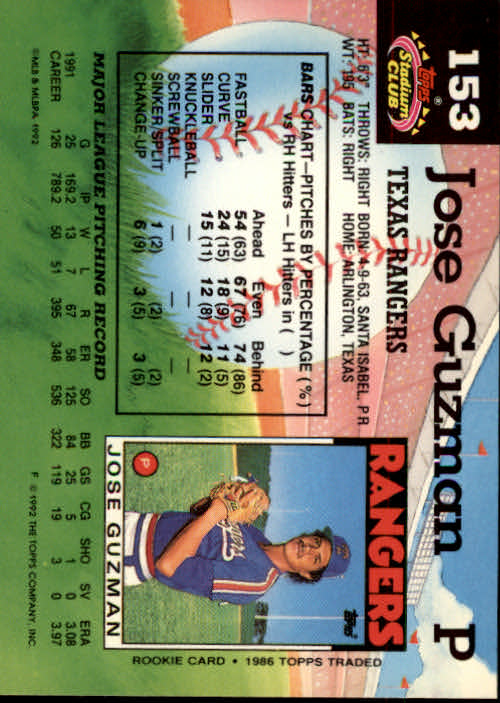 153
TOPPS
STADIUM
CLUB®
Jose Guzman P
TEXAS RANGERS
HT: 6'3" THROWS: RIGHT BORN: 4-9-63, SANTA ISABEL, P R
WT: 195 BATS: RIGHT HOME: ARLINGTON, TEXAS
BARS CHART—PITCHES BY PERCENTAGE (%)
vs RH Hitters — LH Hitters in ( )
Ahead Even Behind
FASTBALL 54 (63) 67 (76) 74 (86)
CURVE 24 (15) 18 (9) 11 (5)
SLIDER 15 (11) 12 (8) 12 (2)
KNUCKLEBALL — — —
SCREWBALL — — —
SINKER/SPLIT 1 (2) — (2) — (2)
CHANGE-UP 6 (9) 3 (5) 3 (5)
RANGERS
TOPPS
RANGERS
P
JOSE GUZMAN
ROOKIE CARD • 1986 TOPPS TRADED
MAJOR LEAGUE PITCHING RECORD
G IP W L R ER SO BB GS CG SHO SV ERA
1991 25 169.2 13 7 67 58 125 84 25 5 1 0 3.08
CAREER 126 789.2 50 51 395 348 536 322 119 19 3 0 3.97
©MLB & MLBPA 1992
F ©1992 THE TOPPS COMPANY, INC.